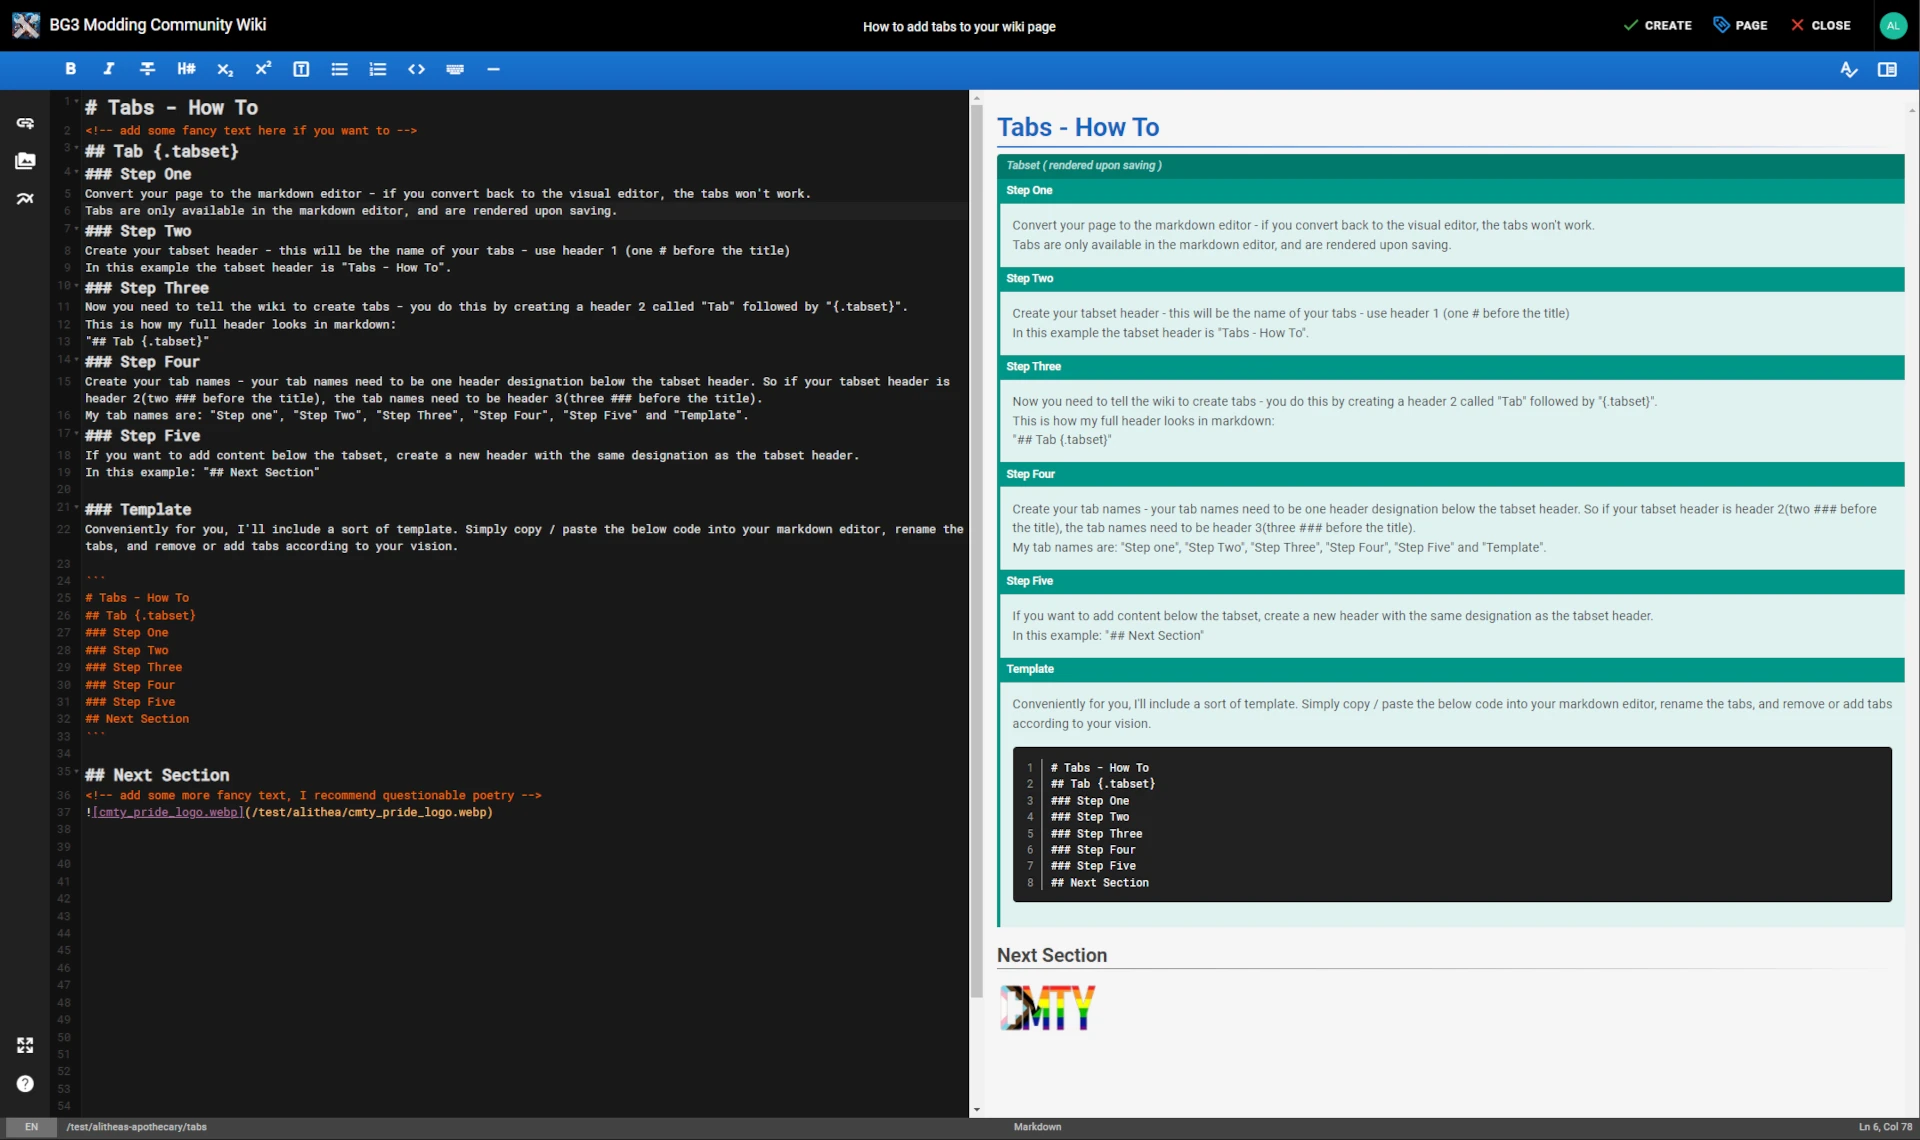 BG3 Modding Community Wiki
How to add tabs to your wiki page
CREATE
PAGE
CLOSE
AL
B I H# X₂ X² T
1 # Tabs - How To
2 <!-- add some fancy text here if you want to -->
3 ## Tab {.tabset}
4 ### Step One
5 Convert your page to the markdown editor - if you convert back to the visual editor, the tabs won't work.
6 Tabs are only available in the markdown editor, and are rendered upon saving.
7 ### Step Two
8 Create your tabset header - this will be the name of your tabs - use header 1 (one # before the title)
9 In this example the tabset header is "Tabs - How To".
10 ### Step Three
11 Now you need to tell the wiki to create tabs - you do this by creating a header 2 called "Tab" followed by "{.tabset}".
12 This is how my full header looks in markdown:
13 "## Tab {.tabset}"
14 ### Step Four
15 Create your tab names - your tab names need to be one header designation below the tabset header. So if your tabset header is
header 2(two ### before the title), the tab names need to be header 3(three ### before the title).
16 My tab names are: "Step one", "Step Two", "Step Three", "Step Four", "Step Five" and "Template".
17 ### Step Five
18 If you want to add content below the tabset, create a new header with the same designation as the tabset header.
19 In this example: "## Next Section"
20
21 ### Template
22 Conveniently for you, I'll include a sort of template. Simply copy / paste the below code into your markdown editor, rename the
tabs, and remove or add tabs according to your vision.
23
24 ```
25 # Tabs - How To
26 ## Tab {.tabset}
27 ### Step One
28 ### Step Two
29 ### Step Three
30 ### Step Four
31 ### Step Five
32 ## Next Section
33 ```
34
35 ## Next Section
36 <!-- add some more fancy text, I recommend questionable poetry -->
37 ![cmty_pride_logo.webp](/test/alithea/cmty_pride_logo.webp)
38
39
40
41
42
43
44
45
46
47
48
49
50
51
52
53
54
Tabs - How To
Tabset ( rendered upon saving )
Step One
Convert your page to the markdown editor - if you convert back to the visual editor, the tabs won't work.
Tabs are only available in the markdown editor, and are rendered upon saving.
Step Two
Create your tabset header - this will be the name of your tabs - use header 1 (one # before the title)
In this example the tabset header is "Tabs - How To".
Step Three
Now you need to tell the wiki to create tabs - you do this by creating a header 2 called "Tab" followed by "{.tabset}".
This is how my full header looks in markdown:
"## Tab {.tabset}"
Step Four
Create your tab names - your tab names need to be one header designation below the tabset header. So if your tabset header is header 2(two ### before
the title), the tab names need to be header 3(three ### before the title).
My tab names are: "Step one", "Step Two", "Step Three", "Step Four", "Step Five" and "Template".
Step Five
If you want to add content below the tabset, create a new header with the same designation as the tabset header.
In this example: "## Next Section"
Template
Conveniently for you, I'll include a sort of template. Simply copy / paste the below code into your markdown editor, rename the tabs, and remove or add tabs
according to your vision.
1 # Tabs - How To
2 ## Tab {.tabset}
3 ### Step One
4 ### Step Two
5 ### Step Three
6 ### Step Four
7 ### Step Five
8 ## Next Section
Next Section
CMTY
EN
/test/alitheas-apothecary/tabs
Markdown
Ln 6, Col 78